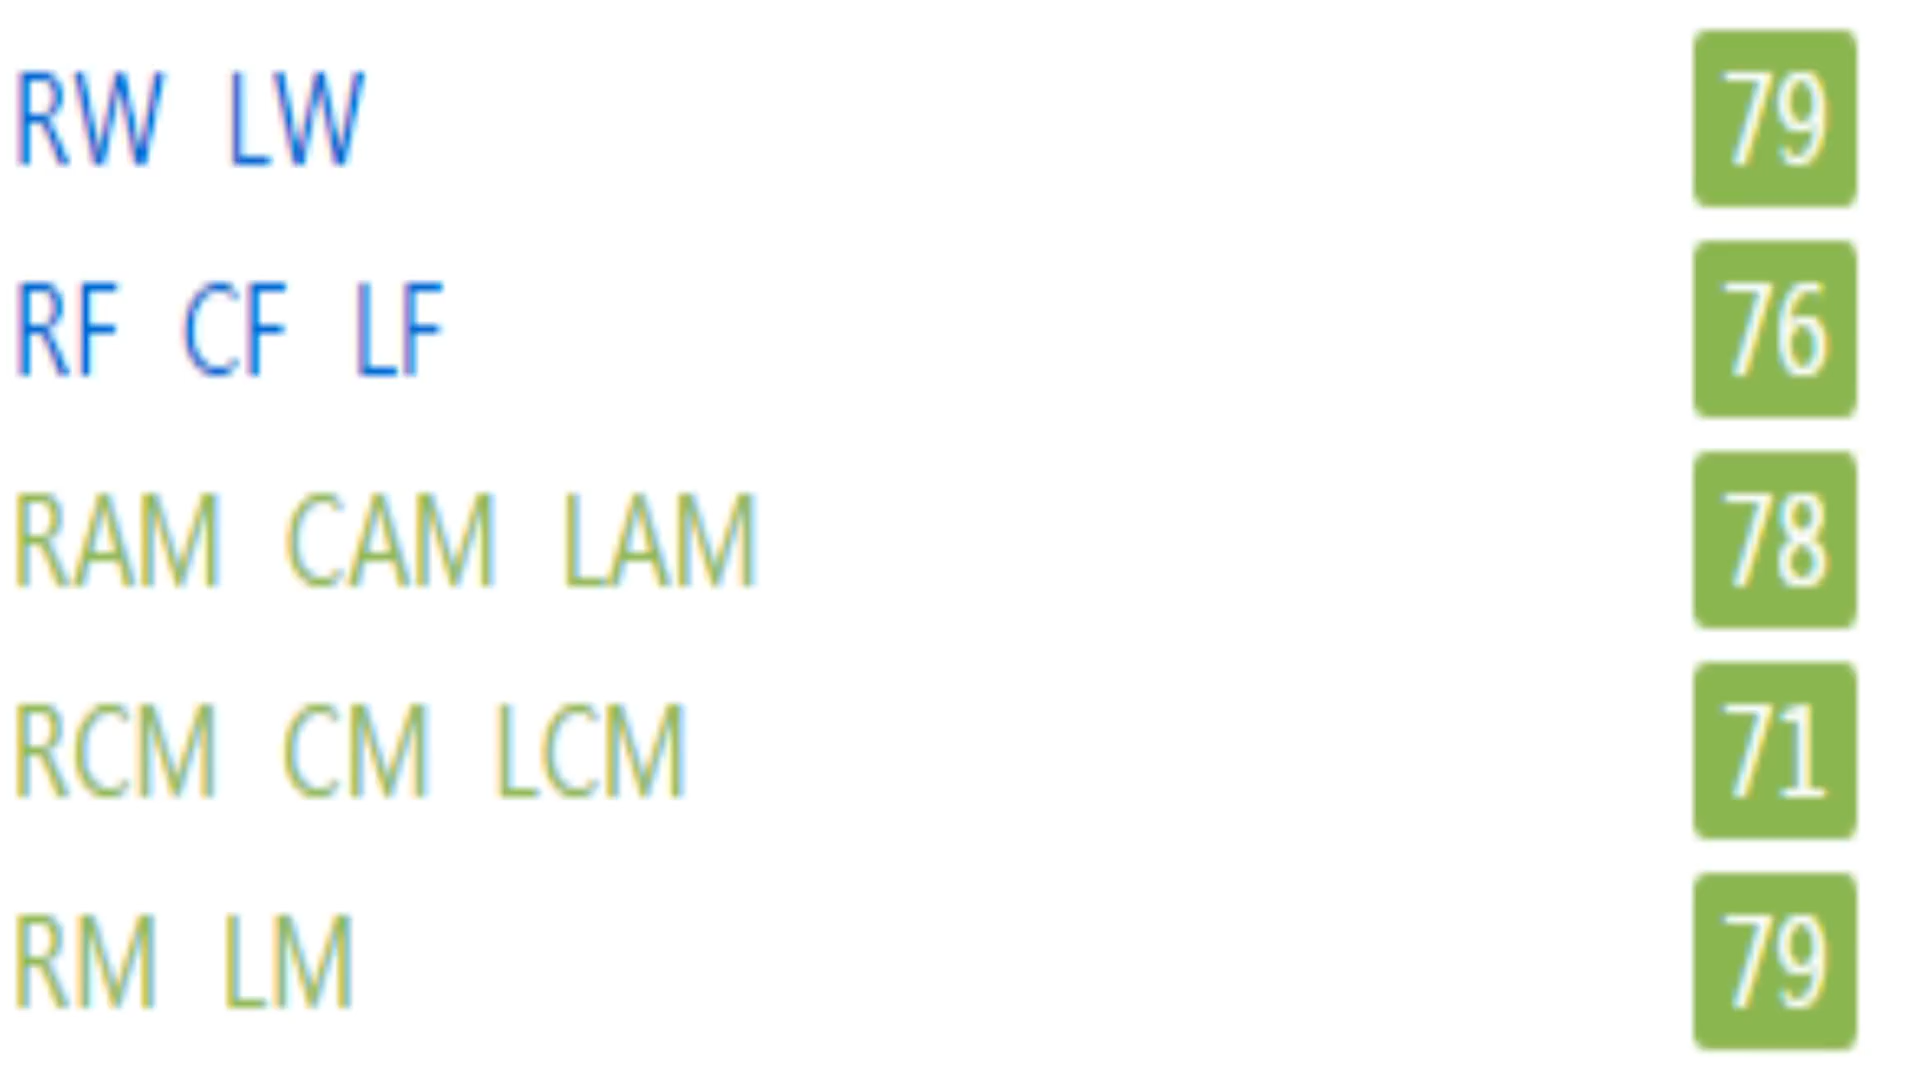 RW LW 79
RF CF LF 76
RAM CAM LAM 78
RCM CM LCM 71
RM LM 79